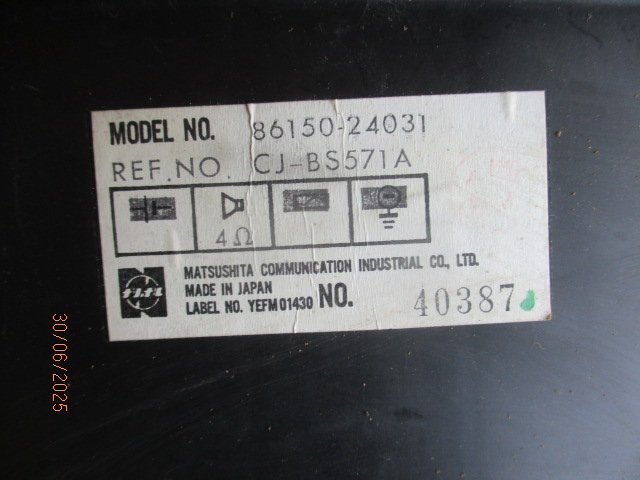 MODEL NO. 86150-24031
REF.NO. CJ-BS571A
4Ω
MATSUSHITA COMMUNICATION INDUSTRIAL CO., LTD.
MADE IN JAPAN
LABEL NO. YEFM01430 NO. 40387
30/06/2025